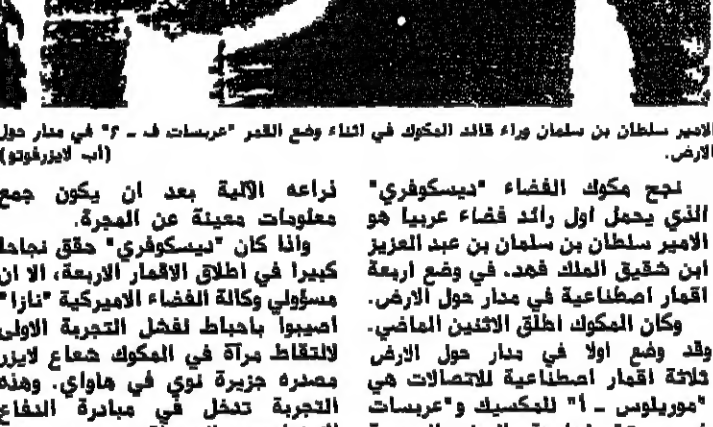 الامير سلطان بن سلمان وراء قائد المكوك في اثناء وضع القمر "عربسات ف ـ ٢" في مدار حول
الارض.
(أب لايزرفوتو)
نجح مكوك الفضاء "ديسكوفري"
الذي يحمل اول رائد فضاء عربيا هو
الامير سلطان بن سلمان بن عبد العزيز
ابن شقيق الملك فهد، في وضع اربعة
اقمار اصطناعية في مدار حول الارض.
وكان المكوك اطلق الاثنين الماضي.
وقد وضع اولا في مدار حول الارض
ثلاثة اقمار اصطناعية للاتصالات هي
"موريلوس ـ أ" للمكسيك و"عربسات
ذراعه الآلية بعد ان يكون جمع
معلومات معينة عن المجرة.
واذا كان "ديسكوفري" حقق نجاحا
كبيرا في اطلاق الاقمار الاربعة، الا ان
مسؤولي وكالة الفضاء الاميركية "نازا"
اصيبوا باحباط لفشل التجربة الاولى
لالتقاط مرآة في المكوك شعاع لايزر
مصدره جزيرة نوي في هاواي. وهذه
التجربة تدخل في مبادرة الدفاع